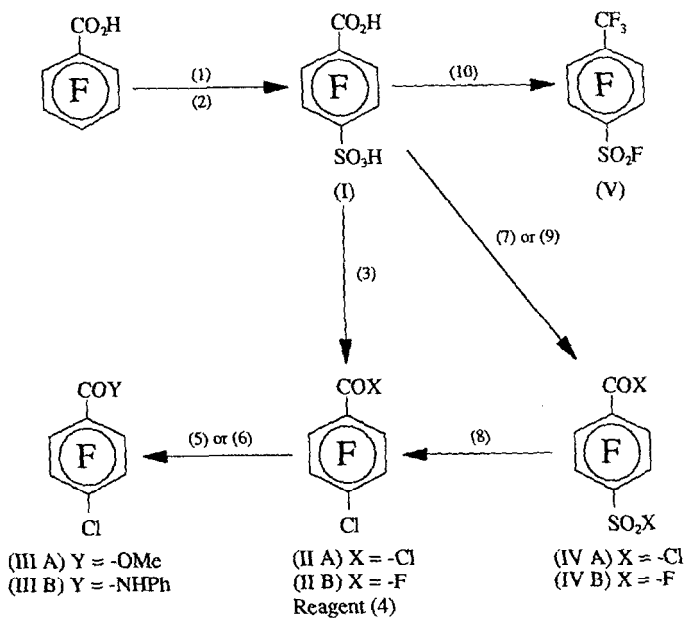 CO₂H
F
(1)
(2)
CO₂H
F
SO₃H
(I)
(10)
CF₃
F
SO₂F
(V)
(3)
(7) or (9)
COY
F
Cl
(III A) Y = -OMe
(III B) Y = -NHPh
(5) or (6)
COX
F
Cl
(II A) X = -Cl
(II B) X = -F
Reagent (4)
(8)
COX
F
SO₂X
(IV A) X = -Cl
(IV B) X = -F